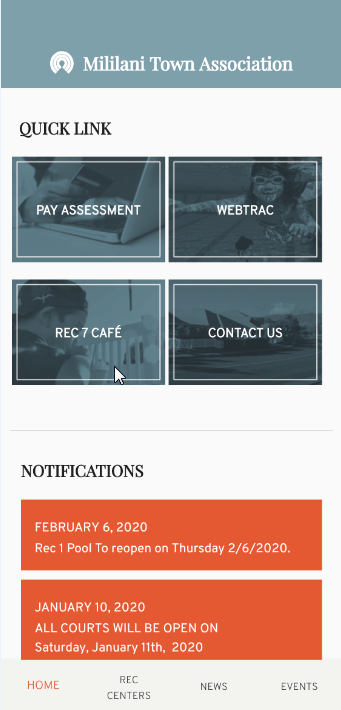 Mililani Town Association
QUICK LINK
PAY ASSESSMENT
WEBTRAC
REC 7 CAFÉ
CONTACT US
NOTIFICATIONS
FEBRUARY 6, 2020
Rec 1 Pool To reopen on Thursday 2/6/2020.
JANUARY 10, 2020
ALL COURTS WILL BE OPEN ON
Saturday, January 11th, 2020
HOME
REC
CENTERS
NEWS
EVENTS